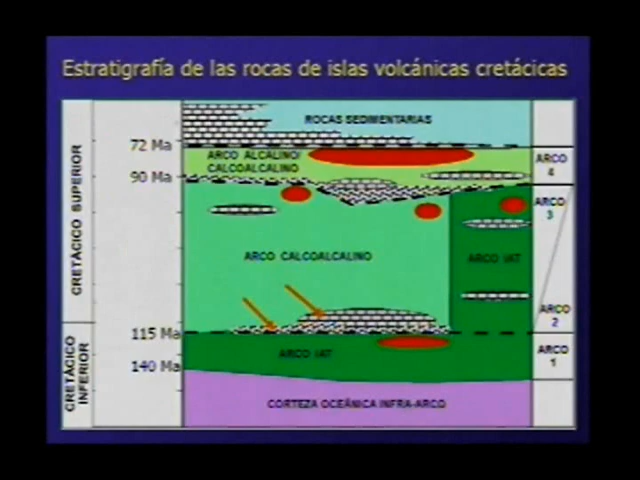 Estratigrafía de las rocas de islas volcánicas cretácicas
ROCAS SEDIMENTARIAS
72 Ma
ARCO ALCALINO/
CALCOALCALINO
ARCO
4
90 Ma
CRETÁCICO SUPERIOR
ARCO
3
ARCO CALCOALCALINO
ARCO IAT
ARCO
2
115 Ma
CRETÁCICO
INFERIOR
ARCO IAT
ARCO
1
140 Ma
CORTEZA OCEÁNICA INFRA-ARCO